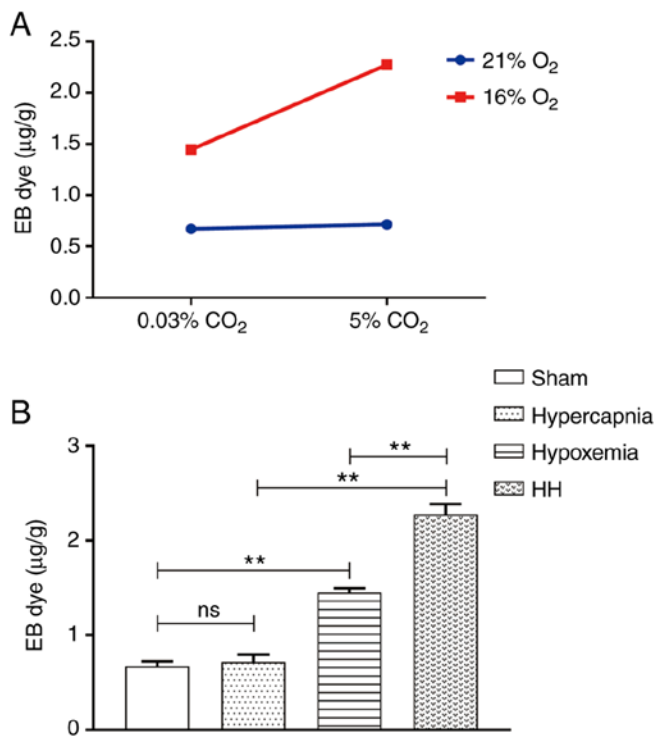 A
EB dye (µg/g)
2.5
2.0
1.5
1.0
0.5
0.0
0.03% CO₂
5% CO₂
21% O₂
16% O₂
B
Sham
Hypercapnia
Hypoxemia
HH
EB dye (µg/g)
3
2
1
0
**
**
**
ns